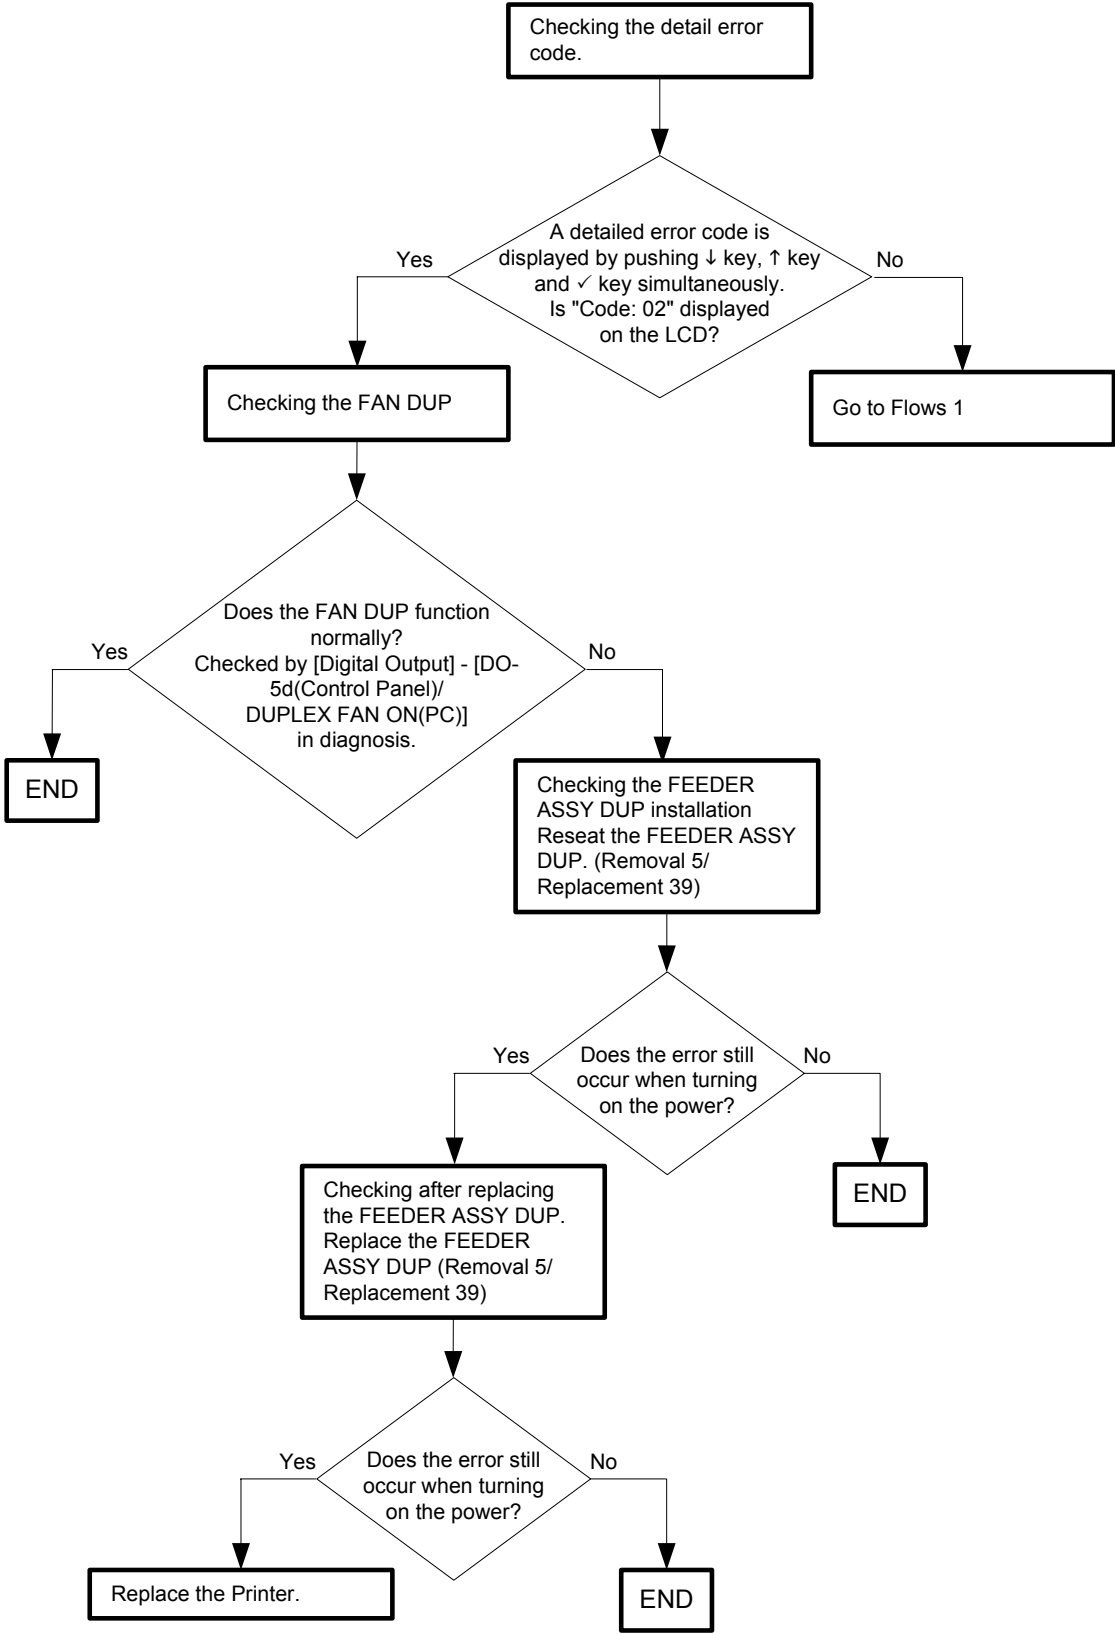 Checking the detail error
code.
A detailed error code is
displayed by pushing ↓ key, ↑ key
and ✓ key simultaneously.
Is "Code: 02" displayed
on the LCD?
Yes
No
Checking the FAN DUP
Go to Flows 1
Does the FAN DUP function
normally?
Checked by [Digital Output] - [DO-
5d(Control Panel)/
DUPLEX FAN ON(PC)]
in diagnosis.
Yes
No
END
Checking the FEEDER
ASSY DUP installation
Reseat the FEEDER ASSY
DUP. (Removal 5/
Replacement 39)
Does the error still
occur when turning
on the power?
Yes
No
Checking after replacing
the FEEDER ASSY DUP.
Replace the FEEDER
ASSY DUP (Removal 5/
Replacement 39)
END
Does the error still
occur when turning
on the power?
Yes
No
Replace the Printer.
END